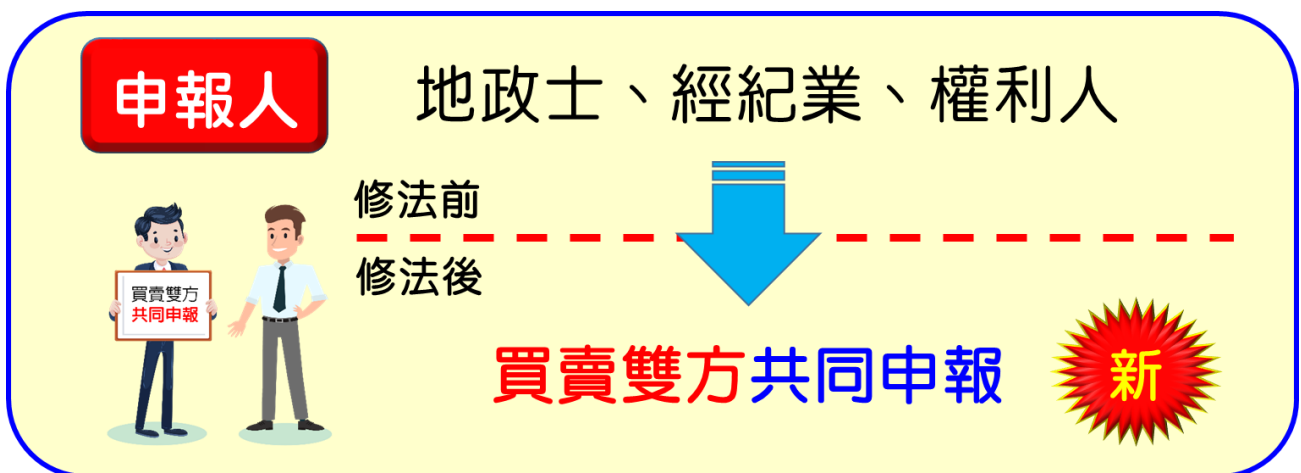 申報人
地政士、經紀業、權利人
修法前
修法後
買賣雙方
共同申報
買賣雙方共同申報
新